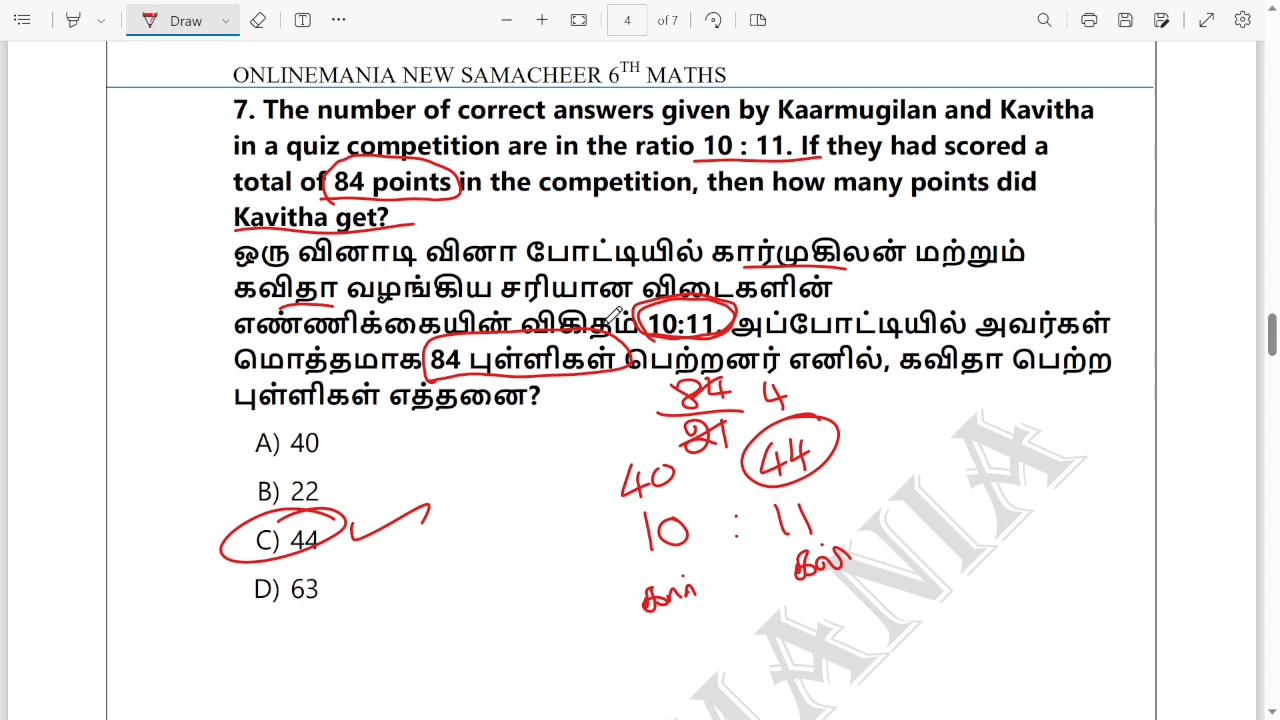 Draw
4 of 7
ONLINEMANIA NEW SAMACHEER 6TH MATHS
7. The number of correct answers given by Kaarmugilan and Kavitha
in a quiz competition are in the ratio 10 : 11. If they had scored a
total of 84 points in the competition, then how many points did
Kavitha get?
ஒரு வினாடி வினா போட்டியில் கார்முகிலன் மற்றும்
கவிதா வழங்கிய சரியான விடைகளின்
எண்ணிக்கையின் விகிதம் 10:11. அப்போட்டியில் அவர்கள்
மொத்தமாக 84 புள்ளிகள் பெற்றனர் எனில், கவிதா பெற்ற
புள்ளிகள் எத்தனை?
84 4
21
A) 40
44
40
B) 22
10 : 11
C) 44
D) 63
கார்